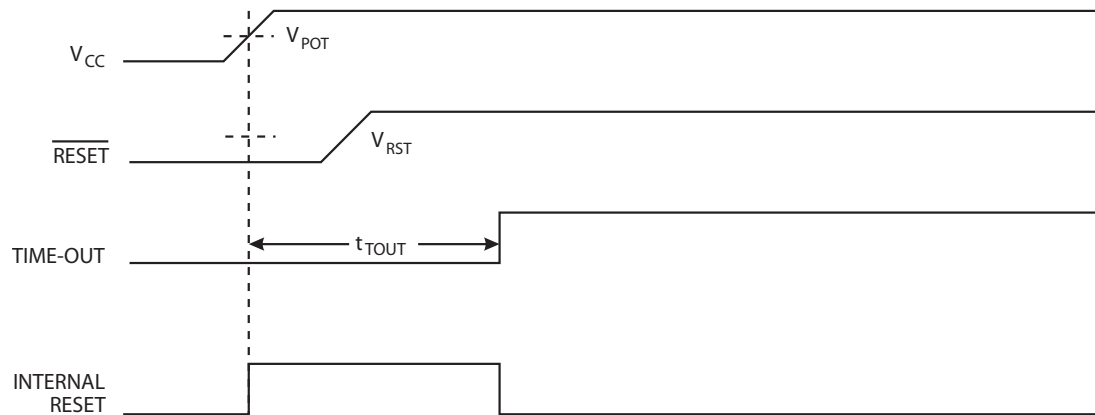 V_CC
V_POT
RESET
V_RST
TIME-OUT
t_TOUT
INTERNAL
RESET